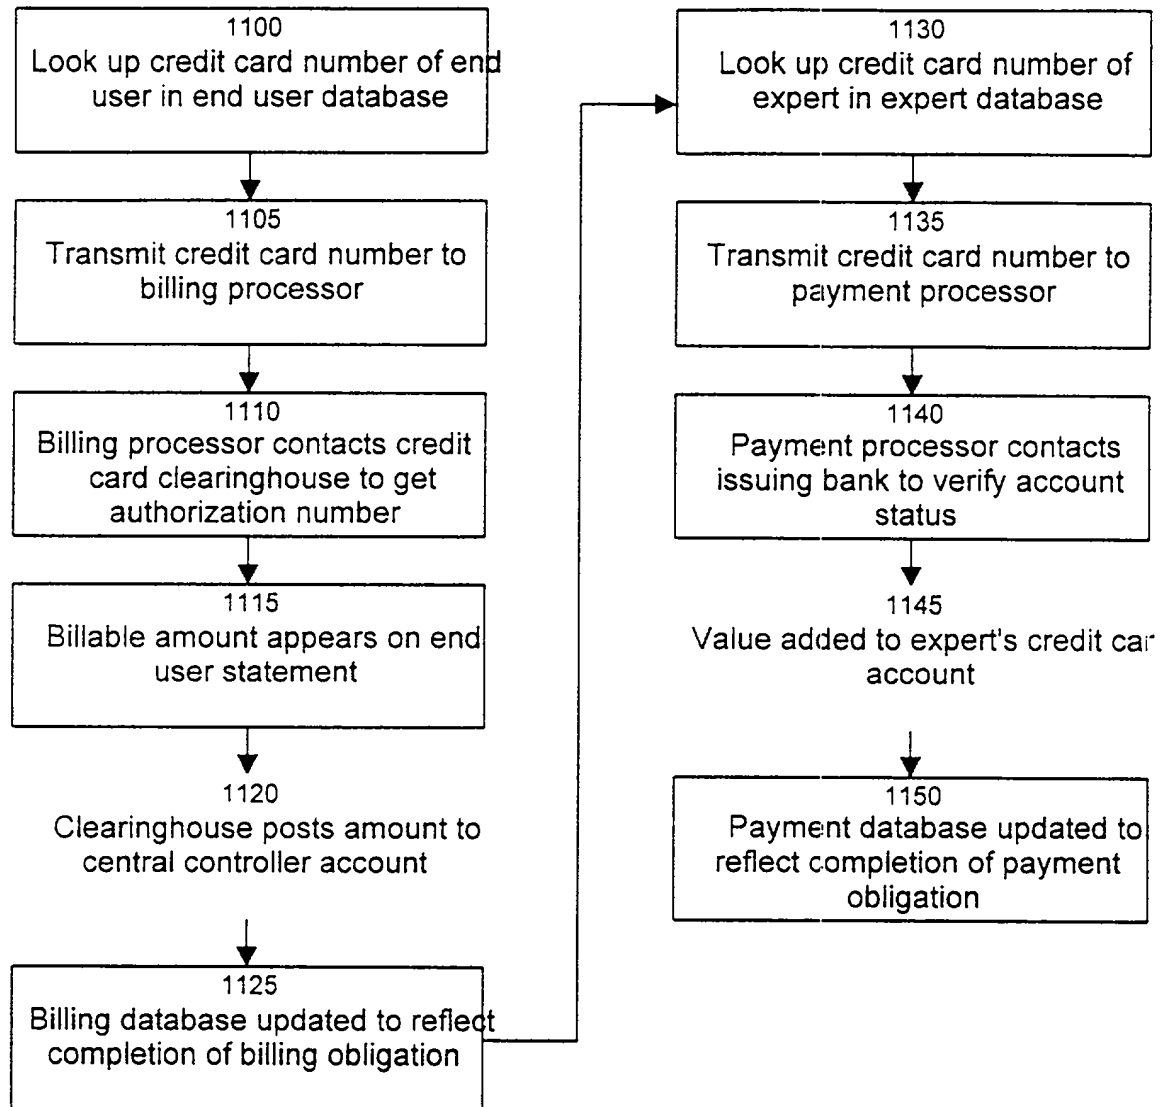 1100
Look up credit card number of end
user in end user database
1105
Transmit credit card number to
billing processor
1110
Billing processor contacts credit
card clearinghouse to get
authorization number
1115
Billable amount appears on end
user statement
1120
Clearinghouse posts amount to
central controller account
1125
Billing database updated to reflect
completion of billing obligation
1130
Look up credit card number of
expert in expert database
1135
Transmit credit card number to
payment processor
1140
Payment processor contacts
issuing bank to verify account
status
1145
Value added to expert's credit car
account
1150
Payment database updated to
reflect completion of payment
obligation